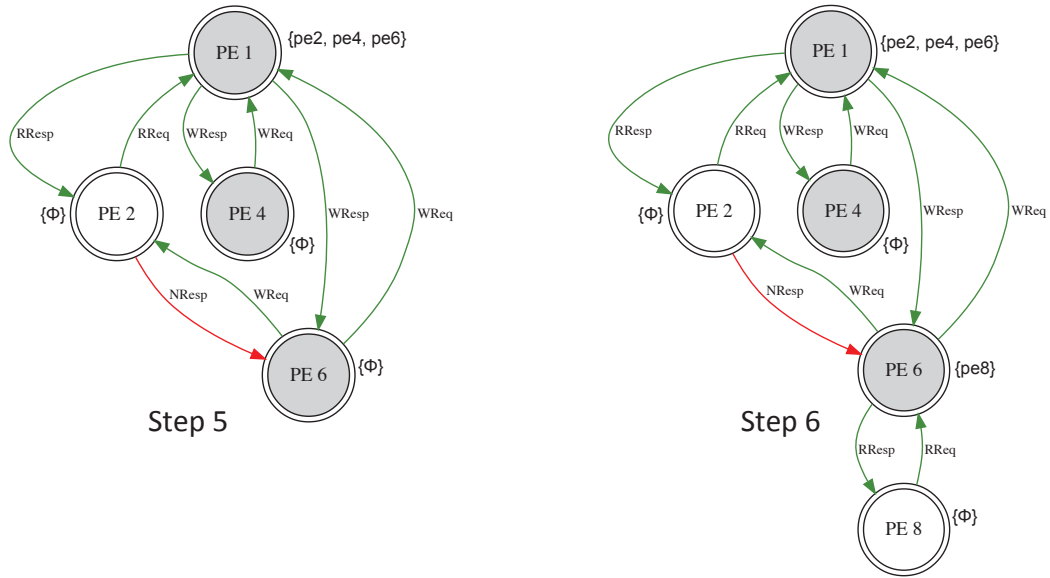 PE 1
{pe2, pe4, pe6}
RResp
RReq
WResp
WReq
{Φ}
PE 2
PE 4
{Φ}
WResp
WReq
NResp
WReq
PE 6
{Φ}
Step 5
PE 1
{pe2, pe4, pe6}
RResp
RReq
WResp
WReq
{Φ}
PE 2
PE 4
{Φ}
WResp
WReq
NResp
WReq
PE 6
{pe8}
Step 6
RResp
RReq
PE 8
{Φ}